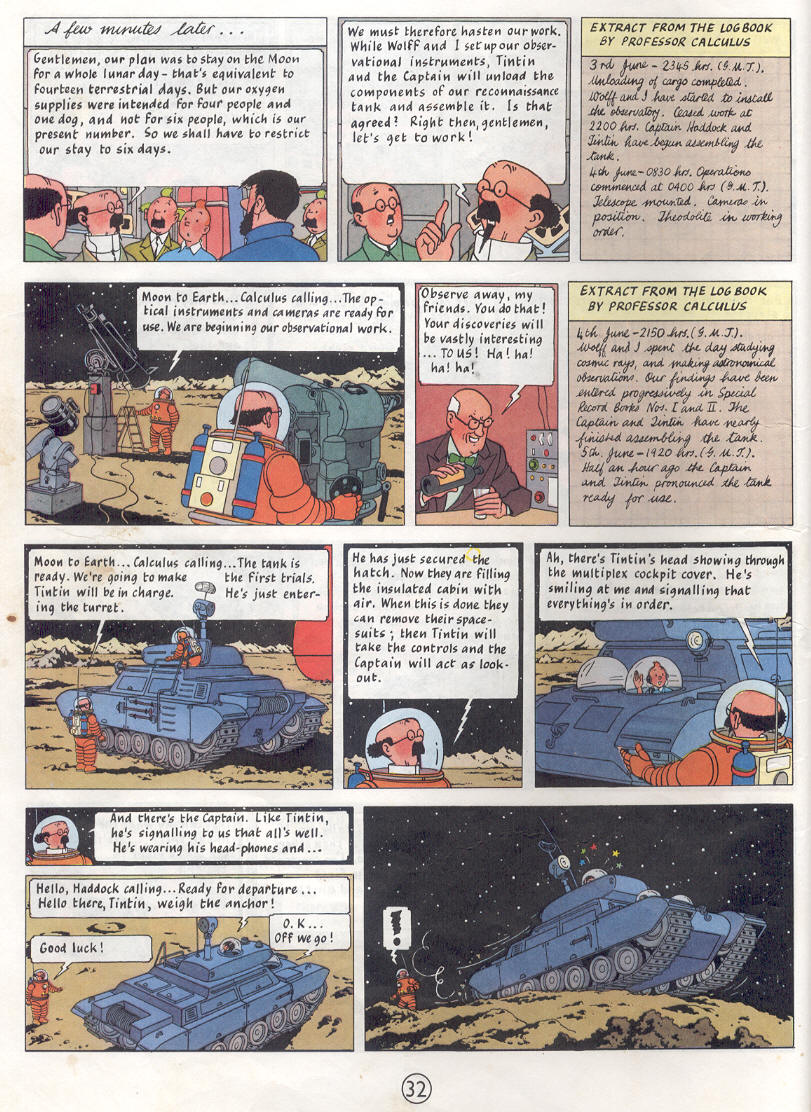 A few minutes later...
Gentlemen, our plan was to stay on the Moon
for a whole lunar day – that's equivalent to
fourteen terrestrial days. But our oxygen
supplies were intended for four people and
one dog, and not for six people, which is our
present number. So we shall have to restrict
our stay to six days.
We must therefore hasten our work.
While Wolff and I set up our obser-
vational instruments, Tintin
and the Captain will unload the
components of our reconnaissance
tank and assemble it. Is that
agreed? Right then, gentlemen,
let's get to work!
EXTRACT FROM THE LOG BOOK
BY PROFESSOR CALCULUS
3rd June – 2345 hrs. (G.M.T.).
Unloading of cargo completed.
Wolff and I have started to install
the observatory. Ceased work at
2200 hrs. Captain Haddock and
Tintin have begun assembling the
tank.
4th June – 0830 hrs. Operations
commenced at 0400 hrs (G.M.T.).
Telescope mounted. Cameras in
position. Theodolite in working
order.
Moon to Earth... Calculus calling... The op-
tical instruments and cameras are ready for
use. We are beginning our observational work.
Observe away, my
friends. You do that!
Your discoveries will
be vastly interesting
... TO US! Ha! ha!
ha! ha!
EXTRACT FROM THE LOG BOOK
BY PROFESSOR CALCULUS
4th June – 2150 hrs. (G.M.T.).
Wolff and I spent the day studying
cosmic rays, and making astronomical
observations. Our findings have been
entered progressively in Special
Record Books Nos. I and II. The
Captain and Tintin have nearly
finished assembling the tank.
5th. June – 1920 hrs. (G.M.T.).
Half an hour ago the Captain
and Tintin pronounced the tank
ready for use.
Moon to Earth... Calculus calling... The tank is
ready. We're going to make the first trials.
Tintin will be in charge. He's just enter-
ing the turret.
He has just secured the
hatch. Now they are filling
the insulated cabin with
air. When this is done they
can remove their space-
suits; then Tintin will
take the controls and the
Captain will act as look-
out.
Ah, there's Tintin's head showing through
the multiplex cockpit cover. He's
smiling at me and signalling that
everything's in order.
And there's the Captain. Like Tintin,
he's signalling to us that all's well.
He's wearing his head-phones and...
Hello, Haddock calling... Ready for departure...
Hello there, Tintin, weigh the anchor!
O.K...
Off we go!
Good luck!
!
32